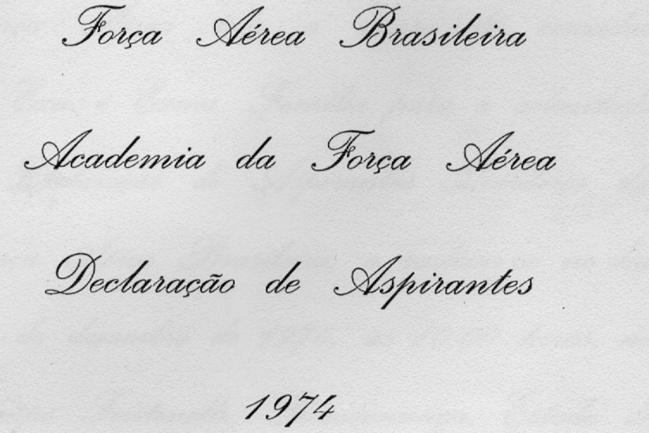 Força Aérea Brasileira
Academia da Força Aérea
Declaração de Aspirantes
1974